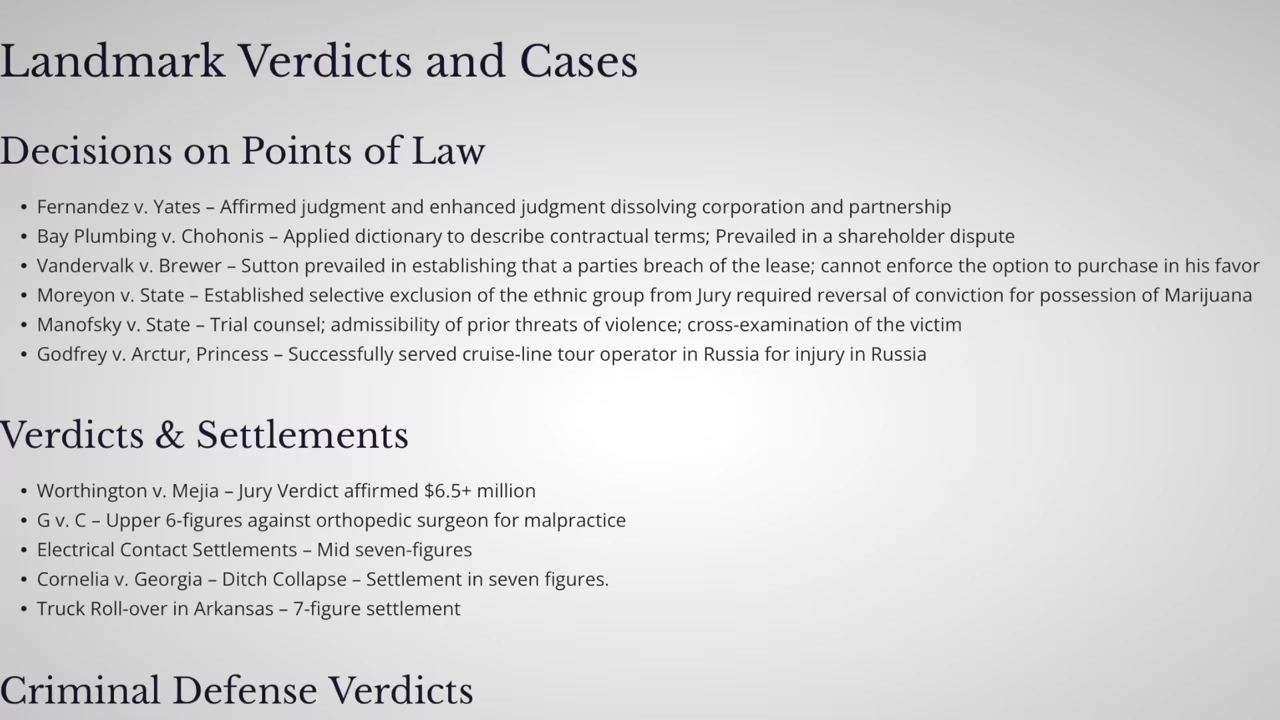 Landmark Verdicts and Cases
Decisions on Points of Law
• Fernandez v. Yates – Affirmed judgment and enhanced judgment dissolving corporation and partnership
• Bay Plumbing v. Chohonis – Applied dictionary to describe contractual terms; Prevailed in a shareholder dispute
• Vandervalk v. Brewer – Sutton prevailed in establishing that a parties breach of the lease; cannot enforce the option to purchase in his favor
• Moreyon v. State – Established selective exclusion of the ethnic group from Jury required reversal of conviction for possession of Marijuana
• Manofsky v. State – Trial counsel; admissibility of prior threats of violence; cross-examination of the victim
• Godfrey v. Arctur, Princess – Successfully served cruise-line tour operator in Russia for injury in Russia
Verdicts & Settlements
• Worthington v. Mejia – Jury Verdict affirmed $6.5+ million
• G v. C – Upper 6-figures against orthopedic surgeon for malpractice
• Electrical Contact Settlements – Mid seven-figures
• Cornelia v. Georgia – Ditch Collapse – Settlement in seven figures.
• Truck Roll-over in Arkansas – 7-figure settlement
Criminal Defense Verdicts